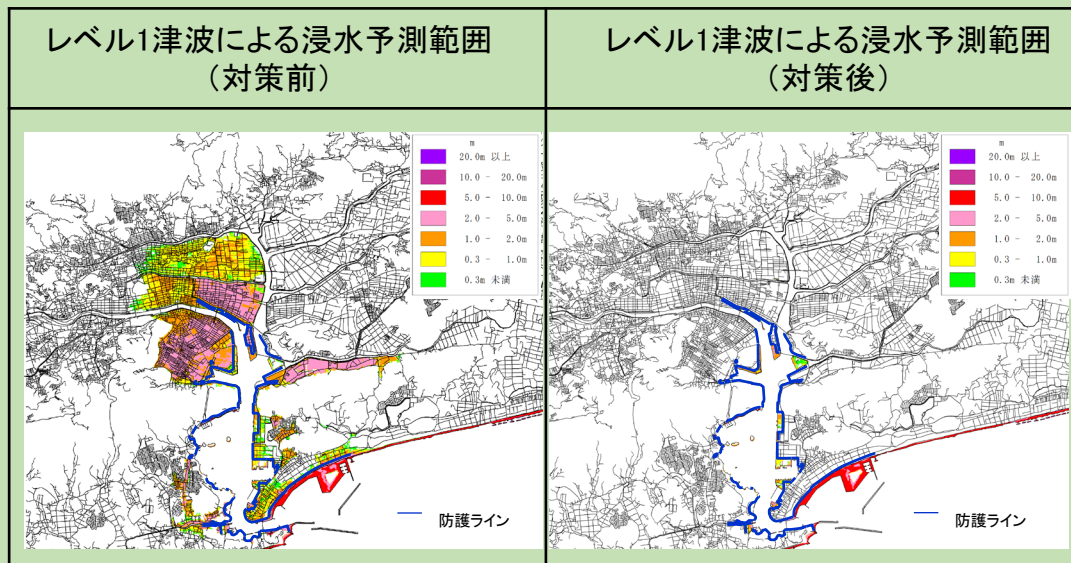 レベル1津波による浸水予測範囲
(対策前)
レベル1津波による浸水予測範囲
(対策後)
m
20.0m 以上
10.0 - 20.0m
5.0 - 10.0m
2.0 - 5.0m
1.0 - 2.0m
0.3 - 1.0m
0.3m 未満
防護ライン
m
20.0m 以上
10.0 - 20.0m
5.0 - 10.0m
2.0 - 5.0m
1.0 - 2.0m
0.3 - 1.0m
0.3m 未満
防護ライン